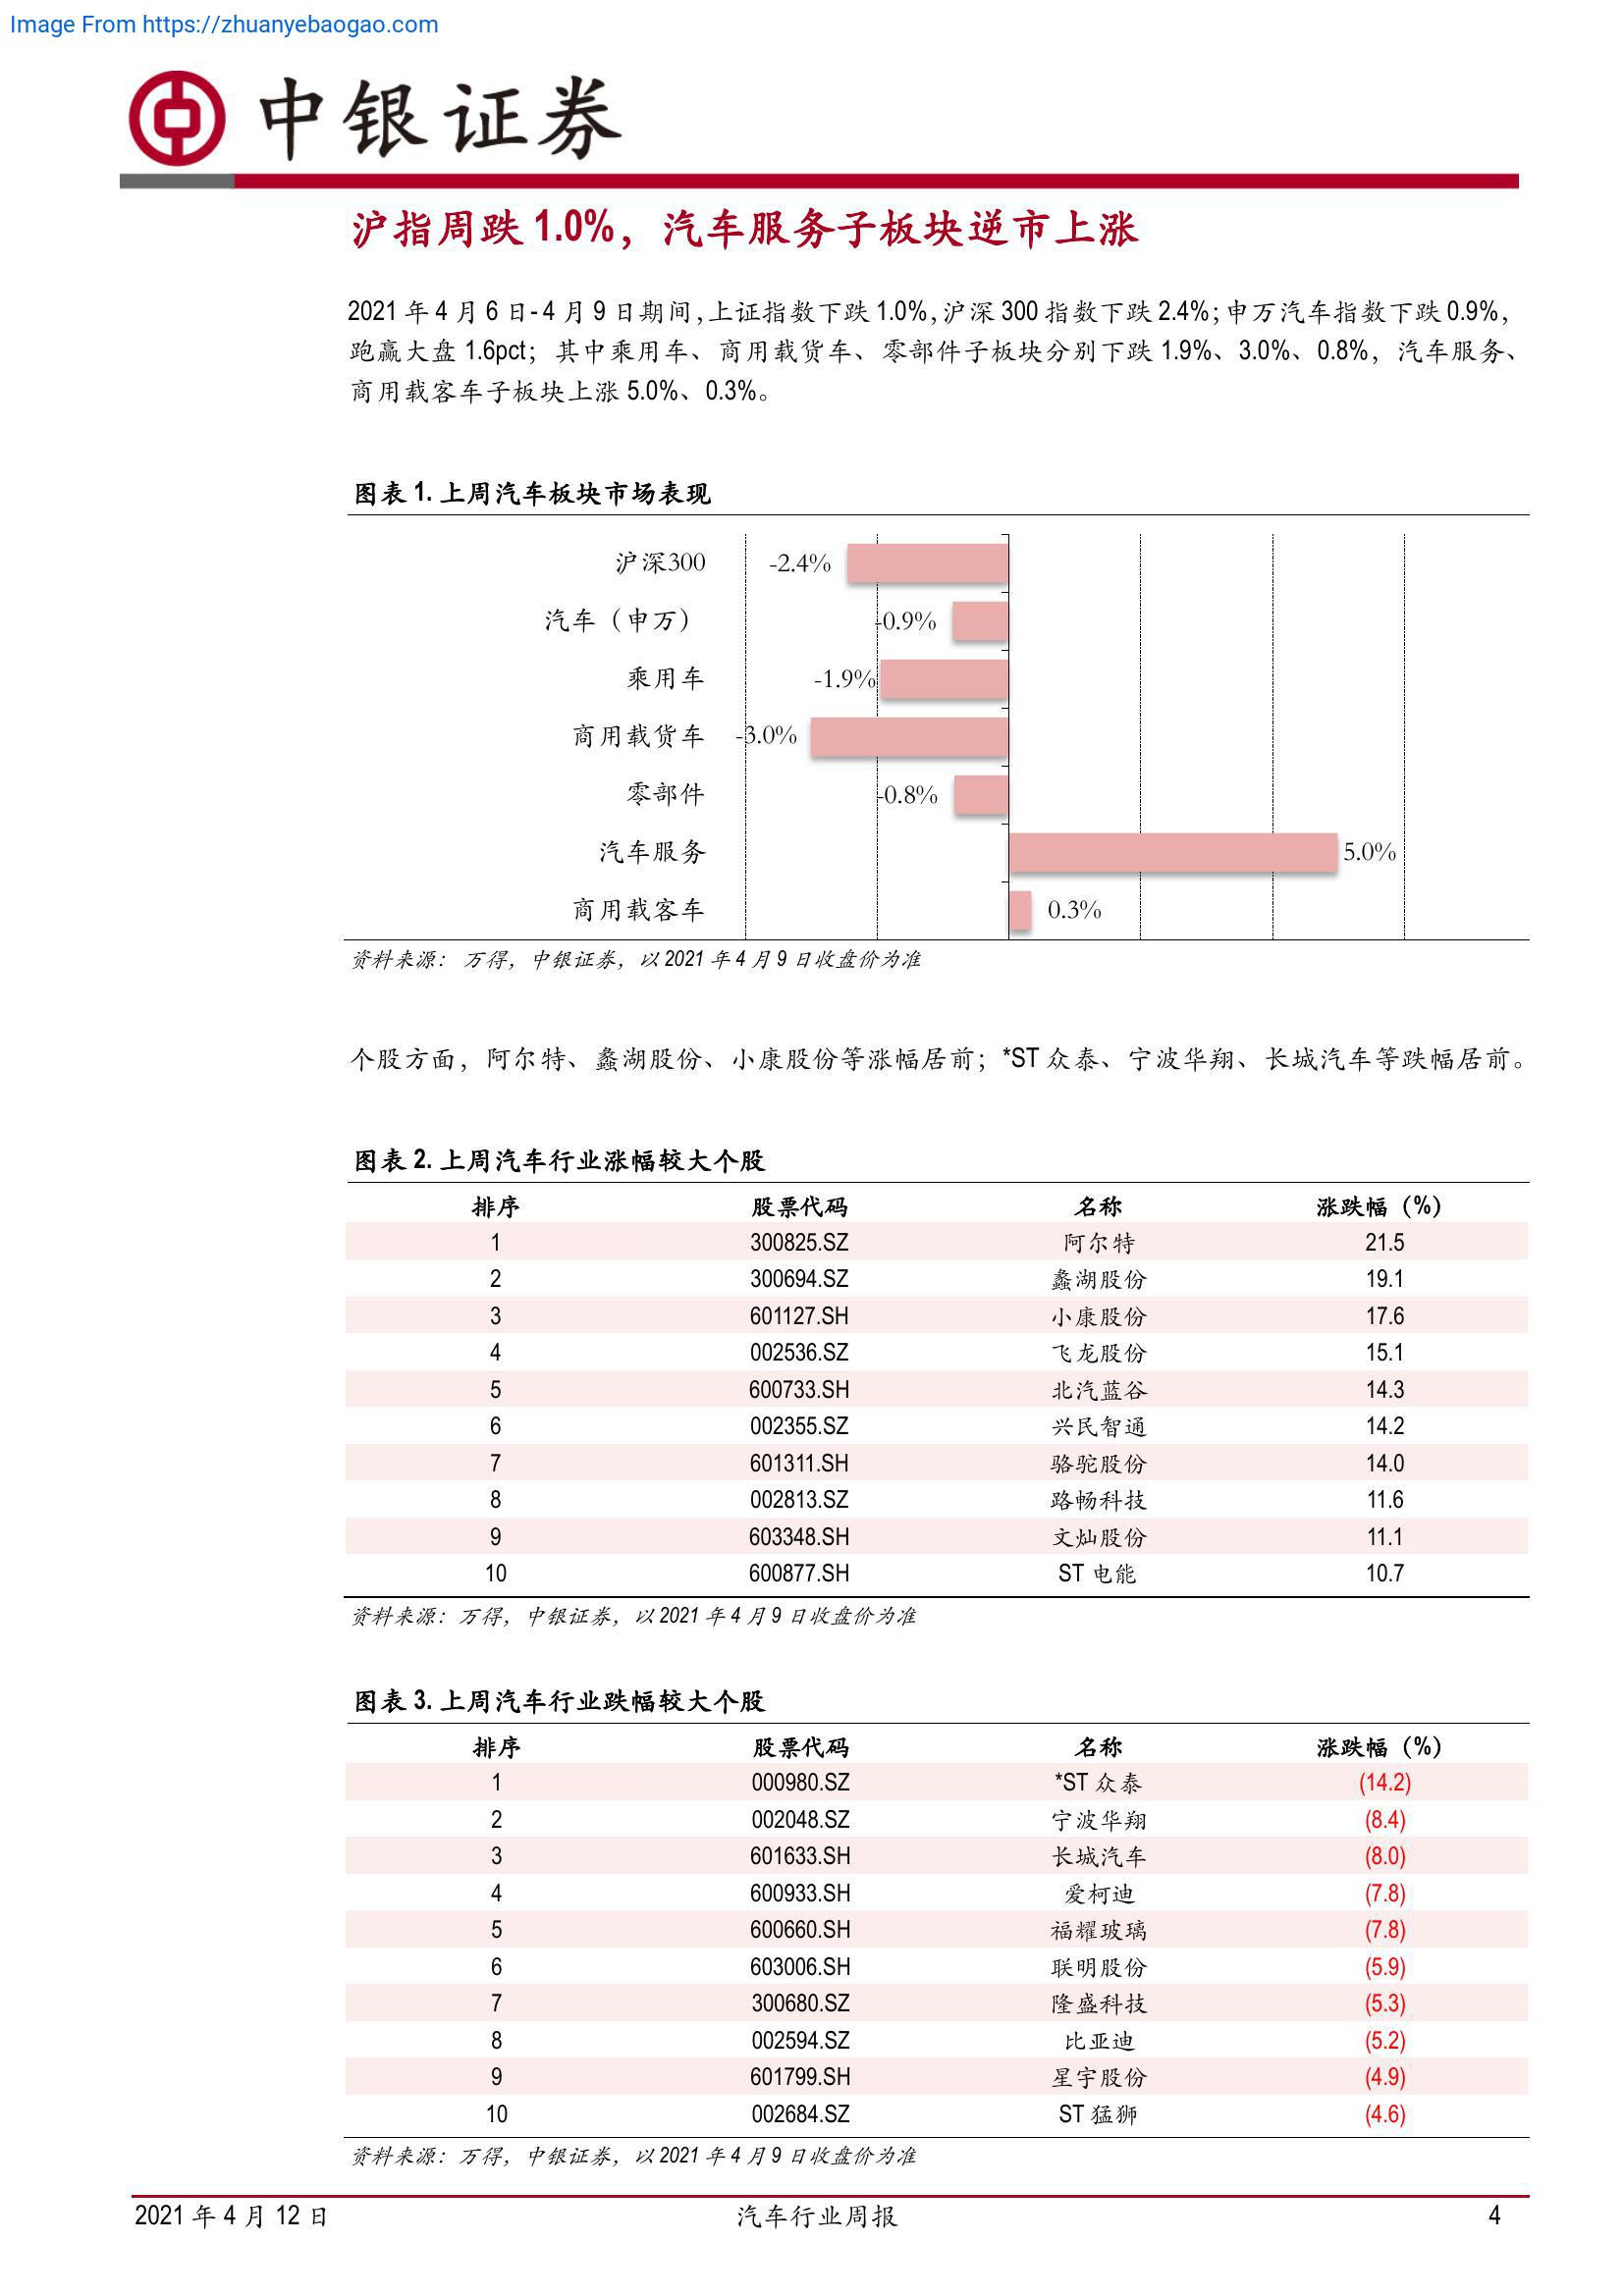 Image From https://zhuanyebaogao.com
中银证券
沪指周跌 1.0%，汽车服务子板块逆市上涨
2021 年 4 月 6 日- 4 月 9 日期间，上证指数下跌 1.0%，沪深 300 指数下跌 2.4%；申万汽车指数下跌 0.9%，
跑赢大盘 1.6pct；其中乘用车、商用载货车、零部件子板块分别下跌 1.9%、3.0%、0.8%，汽车服务、
商用载客车子板块上涨 5.0%、0.3%。
图表 1. 上周汽车板块市场表现
沪深300 -2.4%
汽车（申万） -0.9%
乘用车 -1.9%
商用载货车 -3.0%
零部件 -0.8%
汽车服务 5.0%
商用载客车 0.3%
资料来源： 万得，中银证券，以 2021 年 4 月 9 日收盘价为准
个股方面，阿尔特、蠡湖股份、小康股份等涨幅居前；*ST 众泰、宁波华翔、长城汽车等跌幅居前。
图表 2. 上周汽车行业涨幅较大个股
排序 股票代码 名称 涨跌幅（%）
1 300825.SZ 阿尔特 21.5
2 300694.SZ 蠡湖股份 19.1
3 601127.SH 小康股份 17.6
4 002536.SZ 飞龙股份 15.1
5 600733.SH 北汽蓝谷 14.3
6 002355.SZ 兴民智通 14.2
7 601311.SH 骆驼股份 14.0
8 002813.SZ 路畅科技 11.6
9 603348.SH 文灿股份 11.1
10 600877.SH ST 电能 10.7
资料来源：万得，中银证券，以 2021 年 4 月 9 日收盘价为准
图表 3. 上周汽车行业跌幅较大个股
排序 股票代码 名称 涨跌幅（%）
1 000980.SZ *ST 众泰 (14.2)
2 002048.SZ 宁波华翔 (8.4)
3 601633.SH 长城汽车 (8.0)
4 600933.SH 爱柯迪 (7.8)
5 600660.SH 福耀玻璃 (7.8)
6 603006.SH 联明股份 (5.9)
7 300680.SZ 隆盛科技 (5.3)
8 002594.SZ 比亚迪 (5.2)
9 601799.SH 星宇股份 (4.9)
10 002684.SZ ST 猛狮 (4.6)
资料来源：万得，中银证券，以 2021 年 4 月 9 日收盘价为准
2021 年 4 月 12 日 汽车行业周报 4